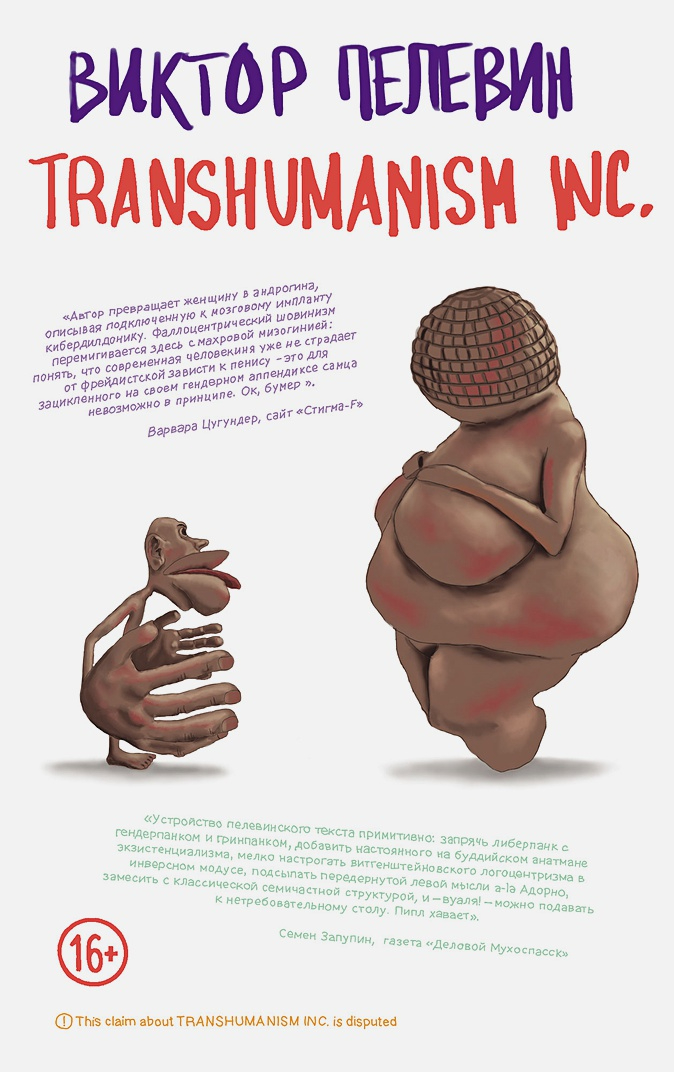 ВИКТОР ПЕЛЕВИН
TRANSHUMANISM INC.
«Автор превращает женщину в андрогина,
описывая подключенную к мозговому импланту
кибердилдонику. Фаллоцентрический шовинизм
перемигивается здесь с махровой мизогинией:
понять, что современная человекиня уже не страдает
от фрейдистской зависти к пенису – это для
зацикленного на своем гендерном аппендиксе самца
невозможно в принципе. Ок, бумер ».
Варвара Цугундер, сайт «Стигма-F»
«Устройство пелевинского текста примитивно: запрячь либерпанк с
гендерпанком и гринпанком, добавить настоянного на буддийском анатмане
экзистенциализма, мелко настрогать витгенштейновского логоцентризма в
инверсном модусе, подсыпать передернутой левой мысли a-la Адорно,
замесить с классической семичастной структурой, и – вуаля! – можно подавать
к нетребовательному столу. Пипл хавает».
Семен Запупин, газета «Деловой Мухоспасск»
16+
! This claim about TRANSHUMANISM INC. is disputed